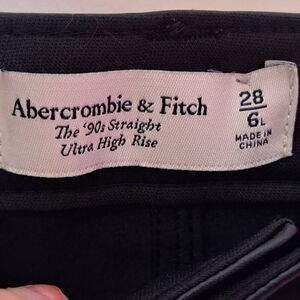 Abercrombie & Fitch
The '90s Straight
Ultra High Rise
28
6L
MADE IN
CHINA